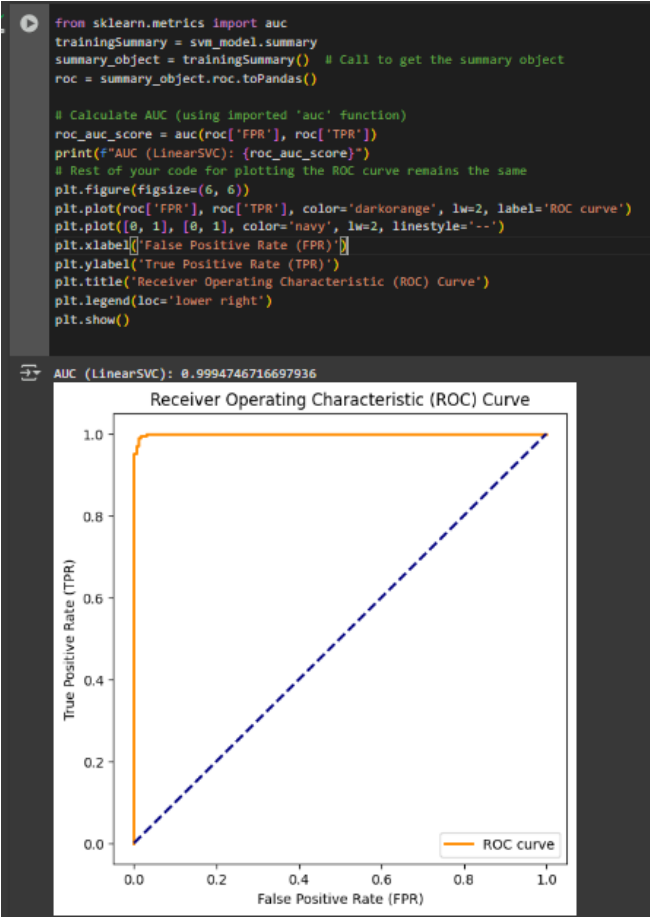 from sklearn.metrics import auc
trainingSummary = svm_model.summary
summary_object = trainingSummary()  # Call to get the summary object
roc = summary_object.roc.toPandas()
# Calculate AUC (using imported 'auc' function)
roc_auc_score = auc(roc['FPR'], roc['TPR'])
print(f"AUC (LinearSVC): {roc_auc_score}")
# Rest of your code for plotting the ROC curve remains the same
plt.figure(figsize=(6, 6))
plt.plot(roc['FPR'], roc['TPR'], color='darkorange', lw=2, label='ROC curve')
plt.plot([0, 1], [0, 1], color='navy', lw=2, linestyle='--')
plt.xlabel('False Positive Rate (FPR)')
plt.ylabel('True Positive Rate (TPR)')
plt.title('Receiver Operating Characteristic (ROC) Curve')
plt.legend(loc='lower right')
plt.show()
AUC (LinearSVC): 0.9994746716697936
Receiver Operating Characteristic (ROC) Curve
True Positive Rate (TPR)
1.0
0.8
0.6
0.4
0.2
0.0
ROC curve
0.0 0.2 0.4 0.6 0.8 1.0
False Positive Rate (FPR)